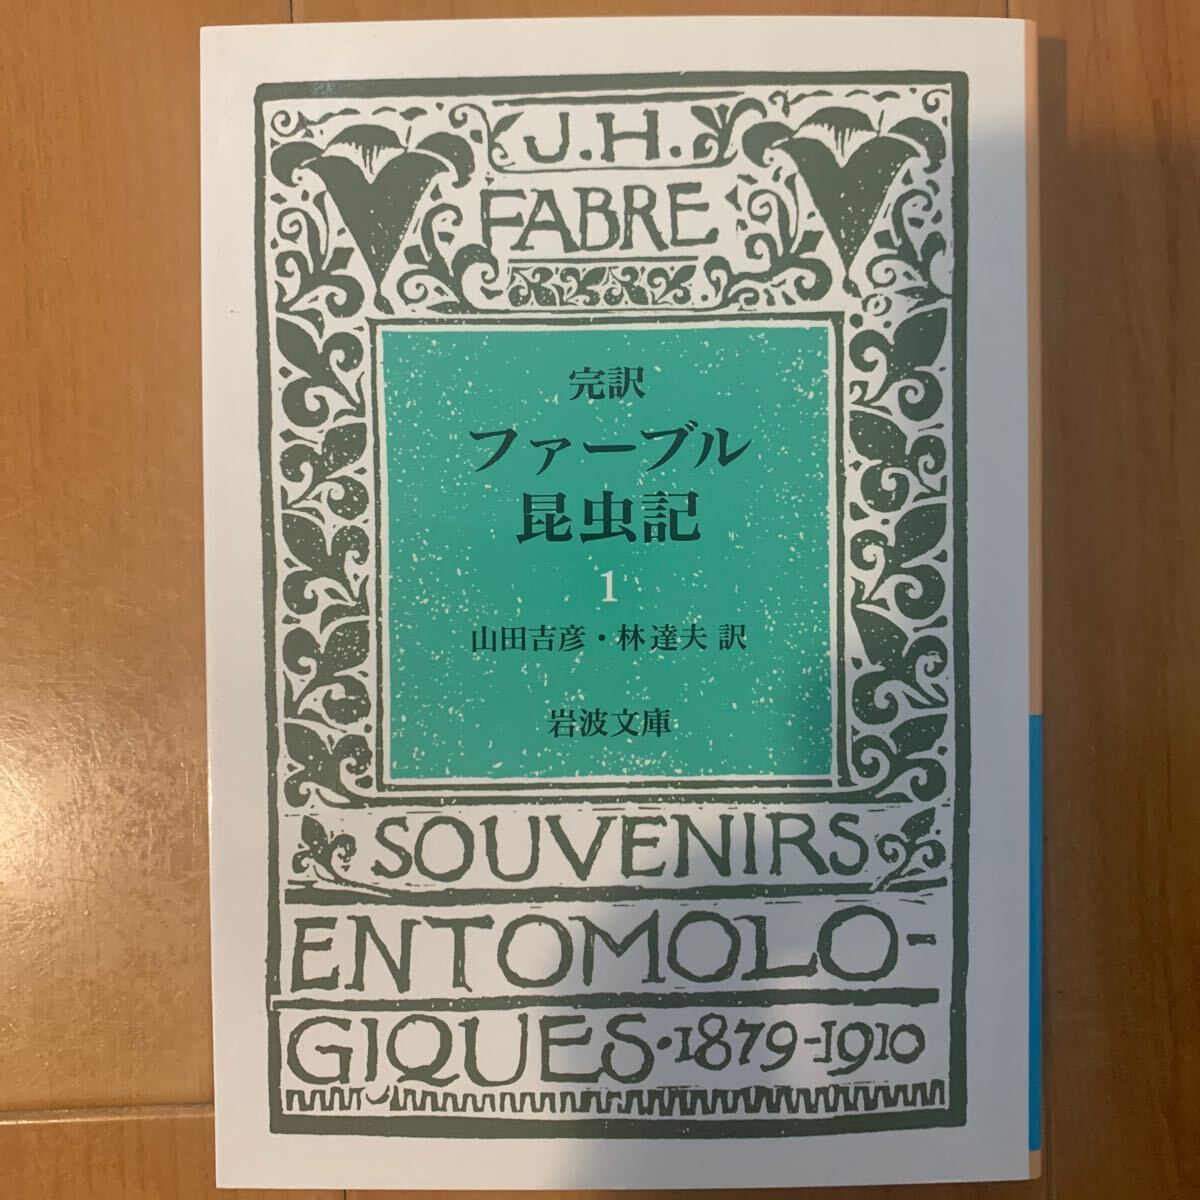 J.H.
FABRE
完訳
ファーブル
昆虫記
1
山田吉彦・林達夫 訳
岩波文庫
SOUVENIRS
ENTOMOLO-
GIQUES·1879-1910